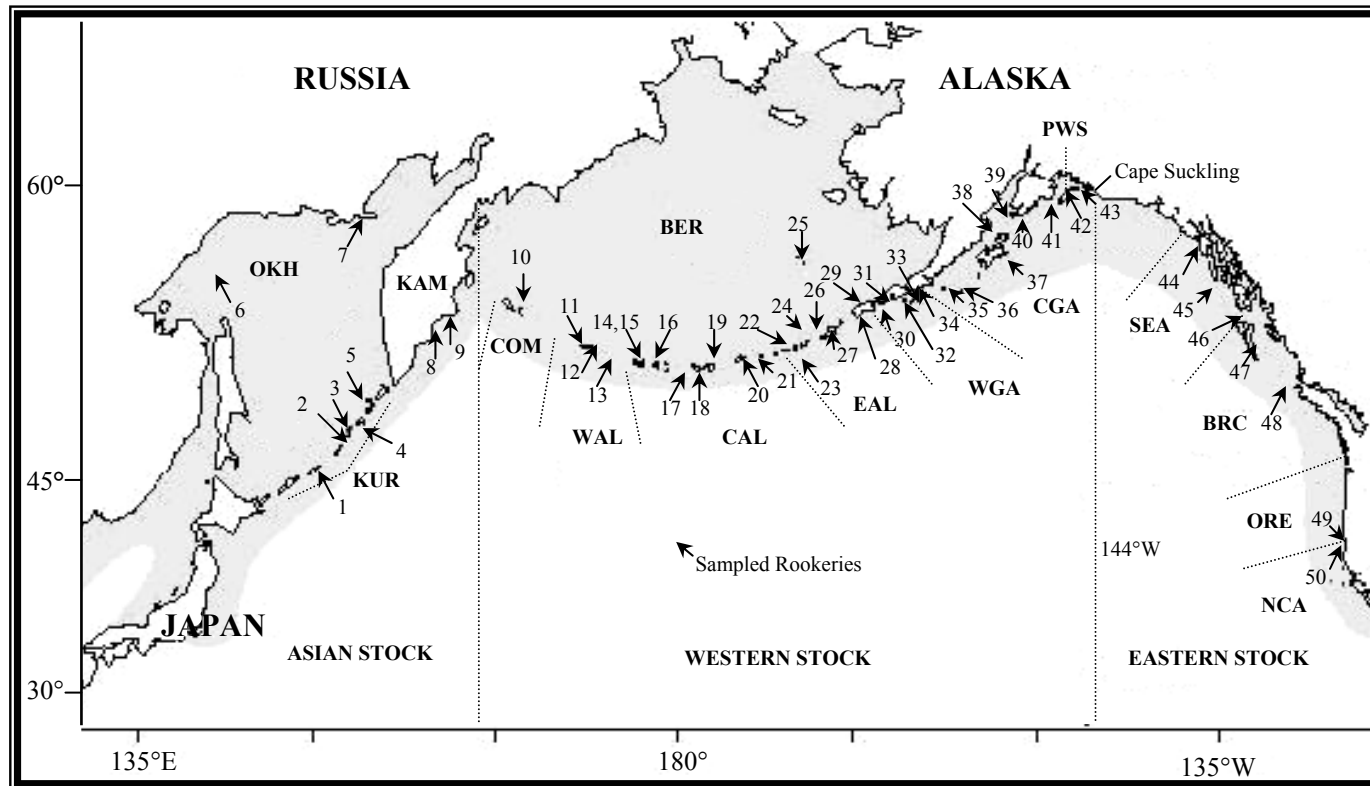 RUSSIA
ALASKA
PWS
Cape Suckling
60°
39
38
43
42
41
40
7
25
BER
OKH
KAM
10
37
44
33
31
29
CGA
45
6
26
36
35
SEA
11
24
34
46
14,15
16
19
22
30
9
8
COM
32
27
12
28
47
5
13
21
20
23
WGA
3
2
17
18
EAL
48
BRC
4
WAL
CAL
KUR
45°
1
ORE
49
144°W
Sampled Rookeries
50
NCA
JAPAN
ASIAN STOCK
WESTERN STOCK
EASTERN STOCK
30°
135°E
180°
135°W